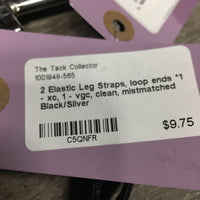 The Tack Collector
1001949-565
2 Elastic Leg Straps, loop ends *1
- xc, 1 - vgc, clean, mismatched
Black/Silver
$9.75
C5QNFR